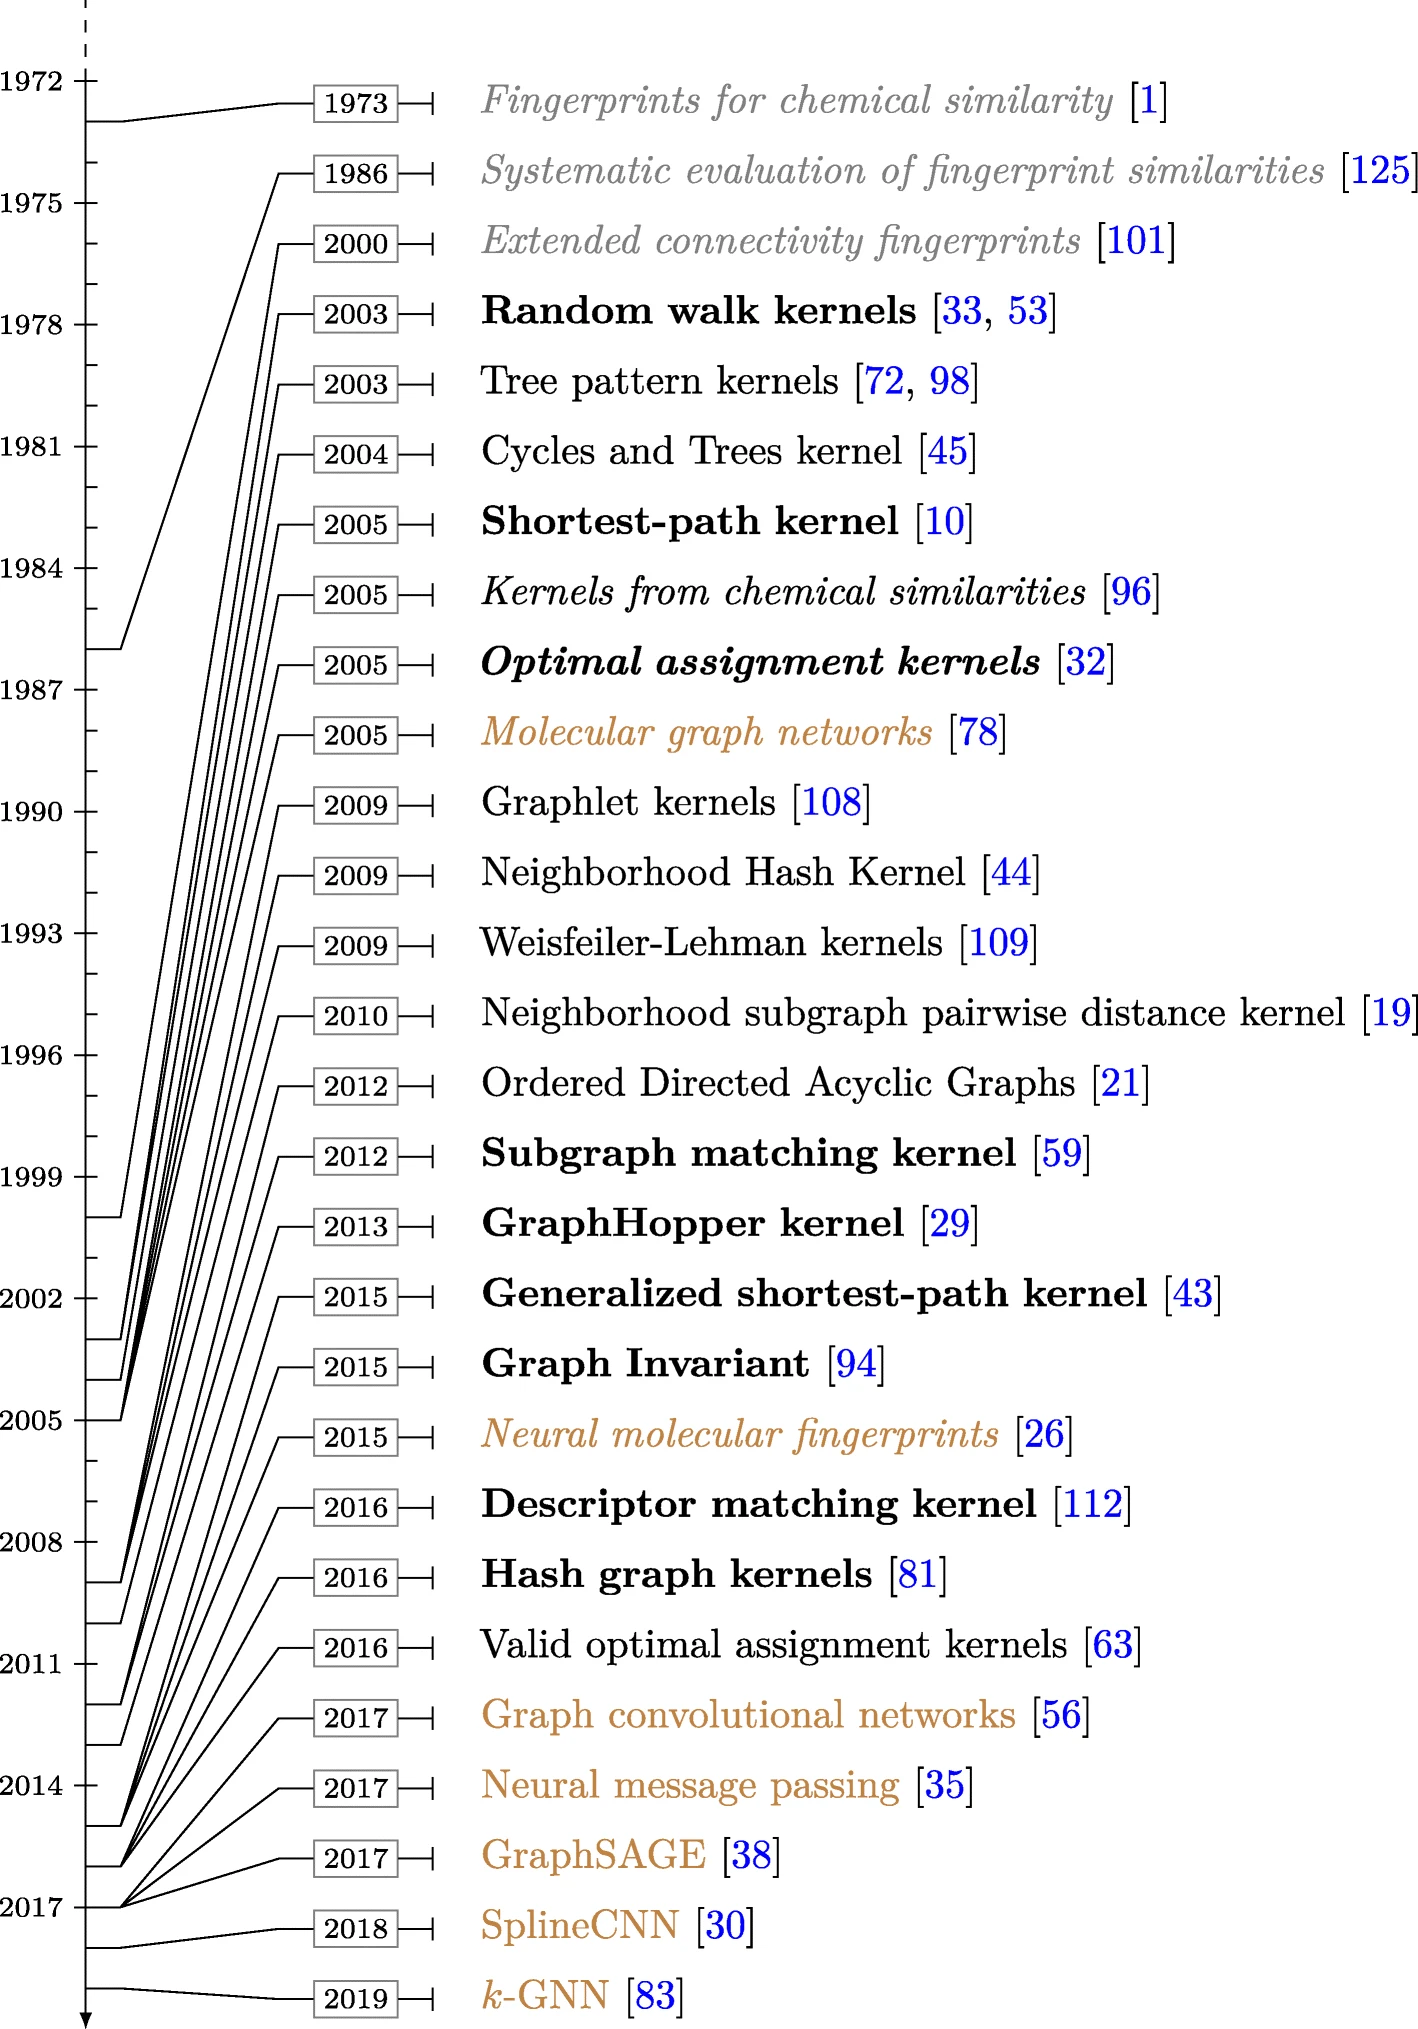 1972
1973 Fingerprints for chemical similarity [1]
1986 Systematic evaluation of fingerprint similarities [125]
1975
2000 Extended connectivity fingerprints [101]
2003 Random walk kernels [33, 53]
1978
2003 Tree pattern kernels [72, 98]
1981
2004 Cycles and Trees kernel [45]
2005 Shortest-path kernel [10]
1984
2005 Kernels from chemical similarities [96]
2005 Optimal assignment kernels [32]
1987
2005 Molecular graph networks [78]
2009 Graphlet kernels [108]
1990
2009 Neighborhood Hash Kernel [44]
1993
2009 Weisfeiler-Lehman kernels [109]
2010 Neighborhood subgraph pairwise distance kernel [19]
1996
2012 Ordered Directed Acyclic Graphs [21]
2012 Subgraph matching kernel [59]
1999
2013 GraphHopper kernel [29]
2002
2015 Generalized shortest-path kernel [43]
2015 Graph Invariant [94]
2005
2015 Neural molecular fingerprints [26]
2016 Descriptor matching kernel [112]
2008
2016 Hash graph kernels [81]
2016 Valid optimal assignment kernels [63]
2011
2017 Graph convolutional networks [56]
2014
2017 Neural message passing [35]
2017 GraphSAGE [38]
2017
2018 SplineCNN [30]
2019 k-GNN [83]